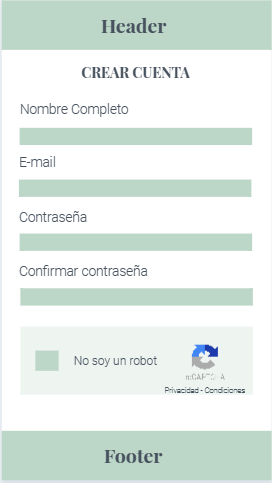 Header
CREAR CUENTA
Nombre Completo
E-mail
Contraseña
Confirmar contraseña
No soy un robot
reCAPTCHA
Privacidad - Condiciones
Footer